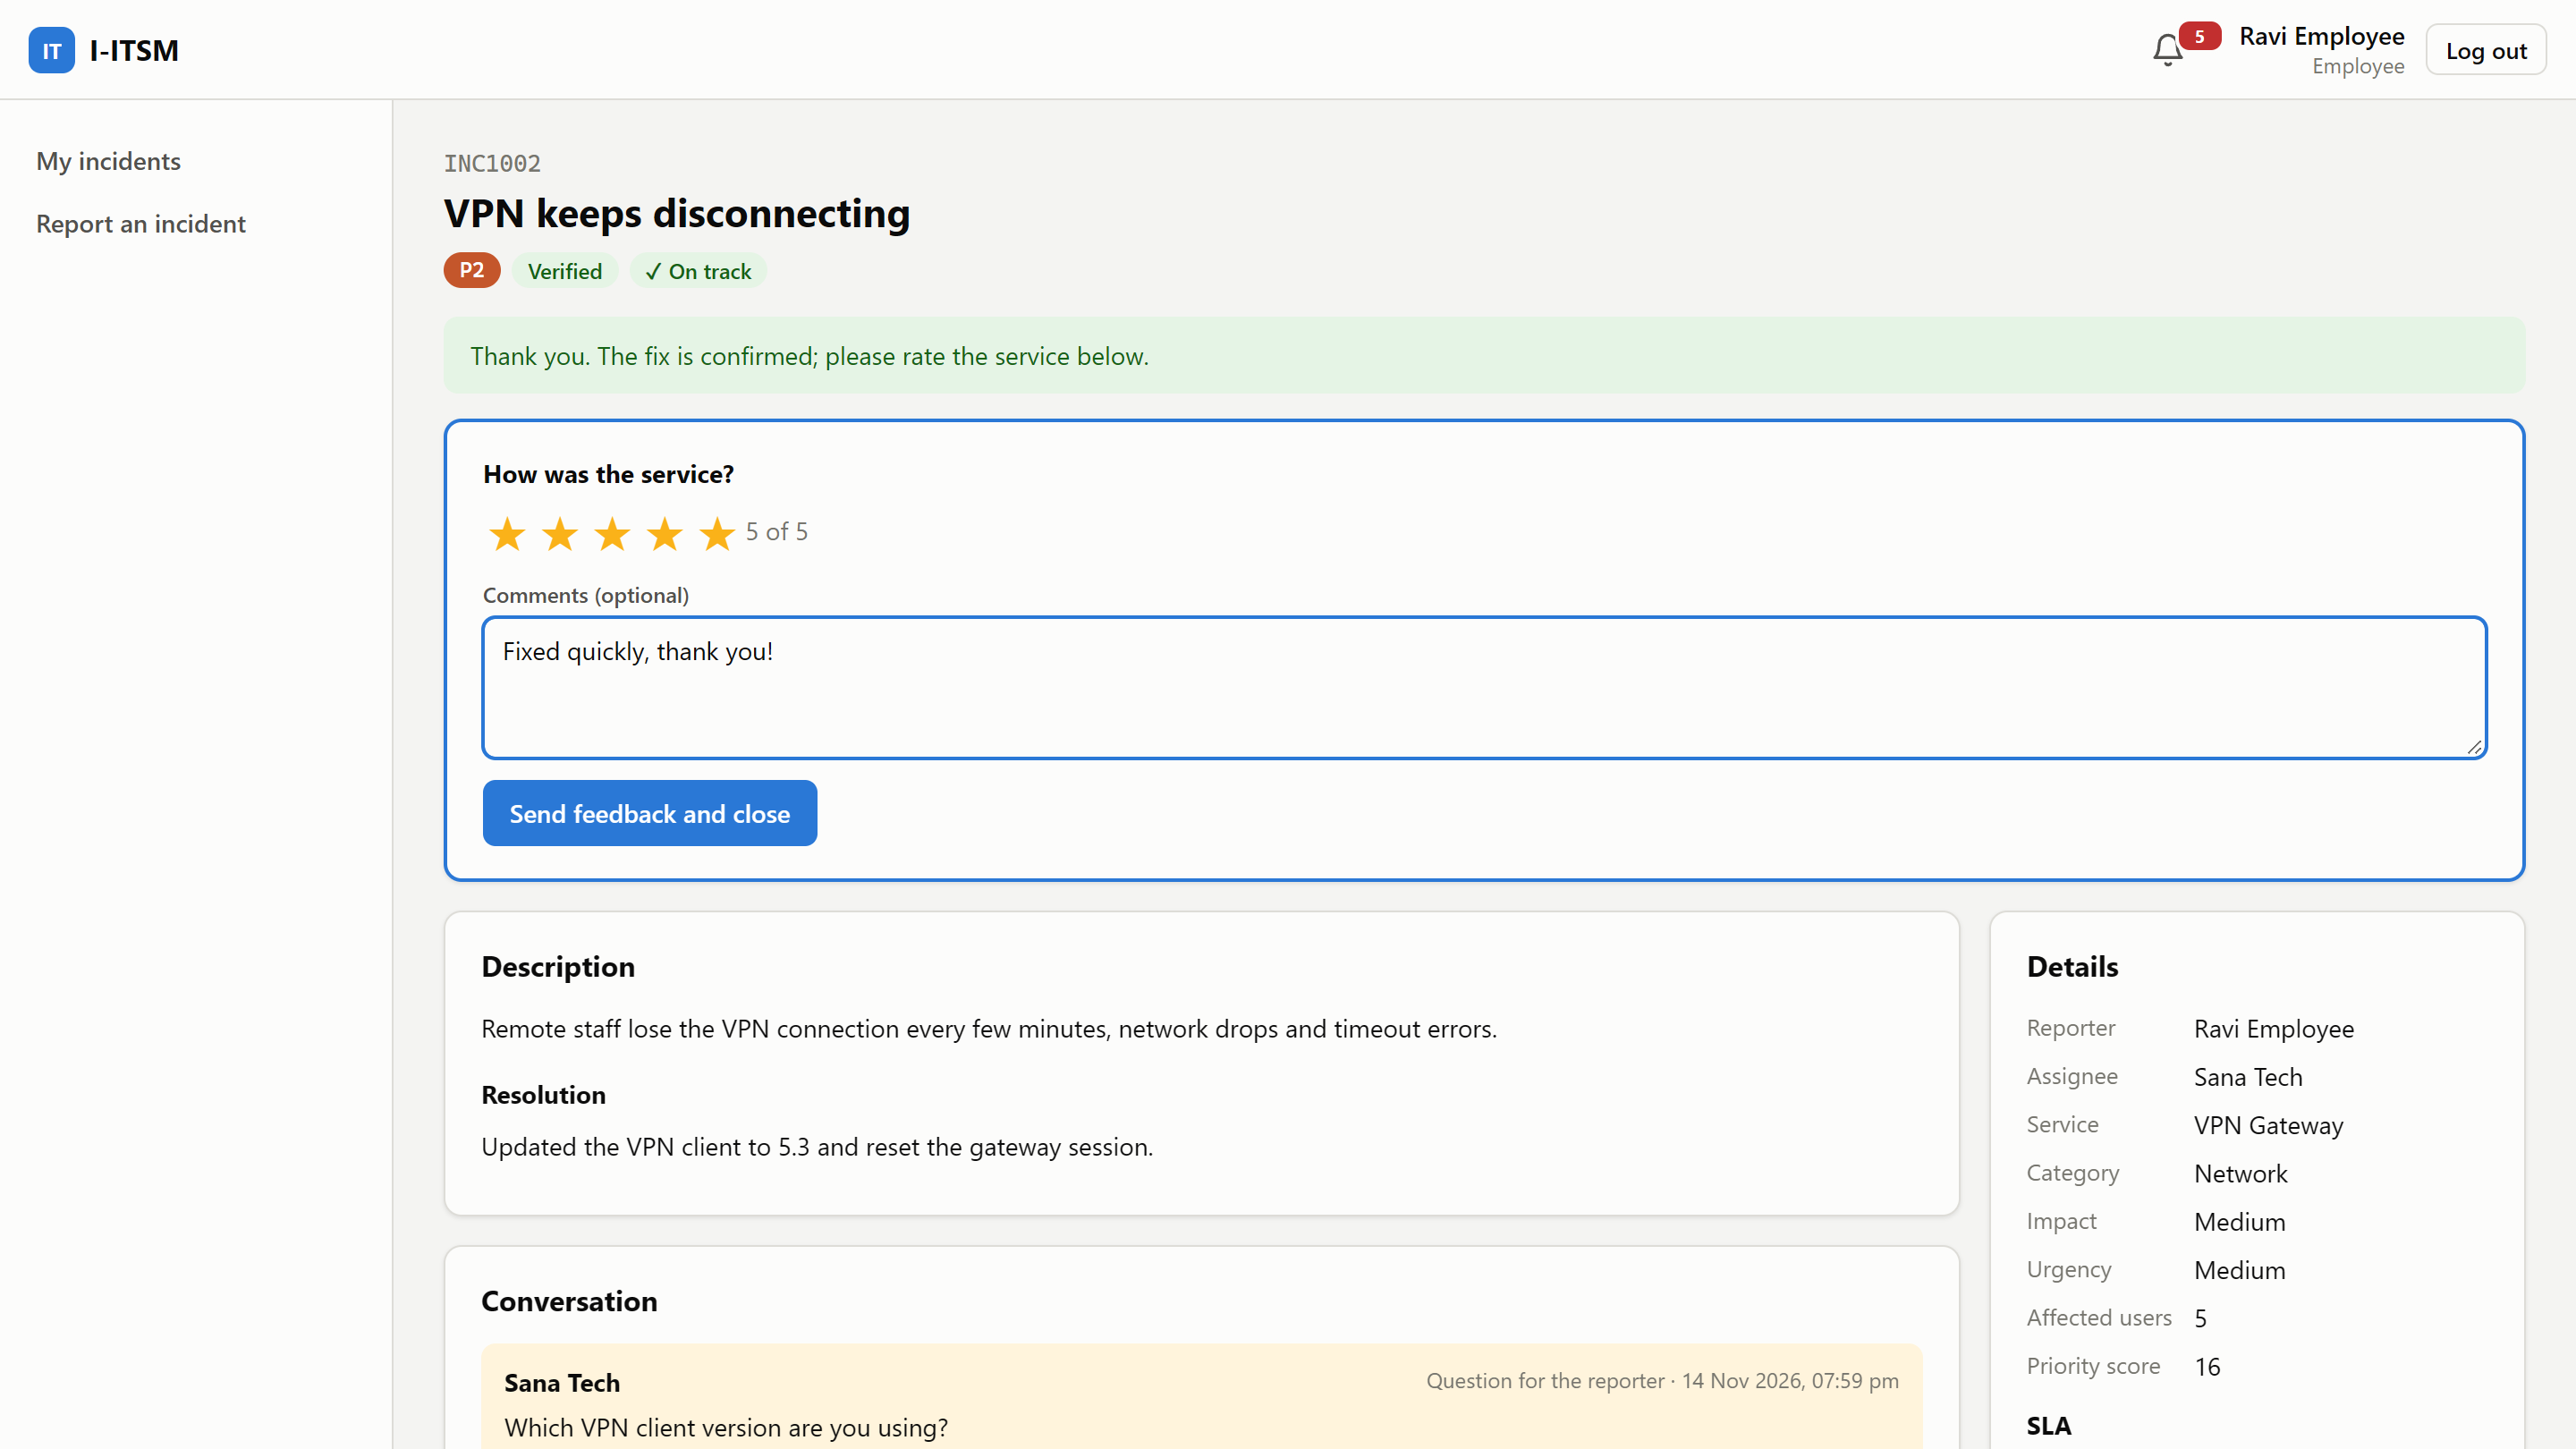 IT I-ITSM
5
Ravi Employee
Employee
Log out
My incidents
Report an incident
INC1002
VPN keeps disconnecting
P2 Verified ✓ On track
Thank you. The fix is confirmed; please rate the service below.
How was the service?
★ ★ ★ ★ ★ 5 of 5
Comments (optional)
Fixed quickly, thank you!
Send feedback and close
Description
Remote staff lose the VPN connection every few minutes, network drops and timeout errors.
Resolution
Updated the VPN client to 5.3 and reset the gateway session.
Conversation
Sana Tech Question for the reporter · 14 Nov 2026, 07:59 pm
Which VPN client version are you using?
Details
Reporter Ravi Employee
Assignee Sana Tech
Service VPN Gateway
Category Network
Impact Medium
Urgency Medium
Affected users 5
Priority score 16
SLA